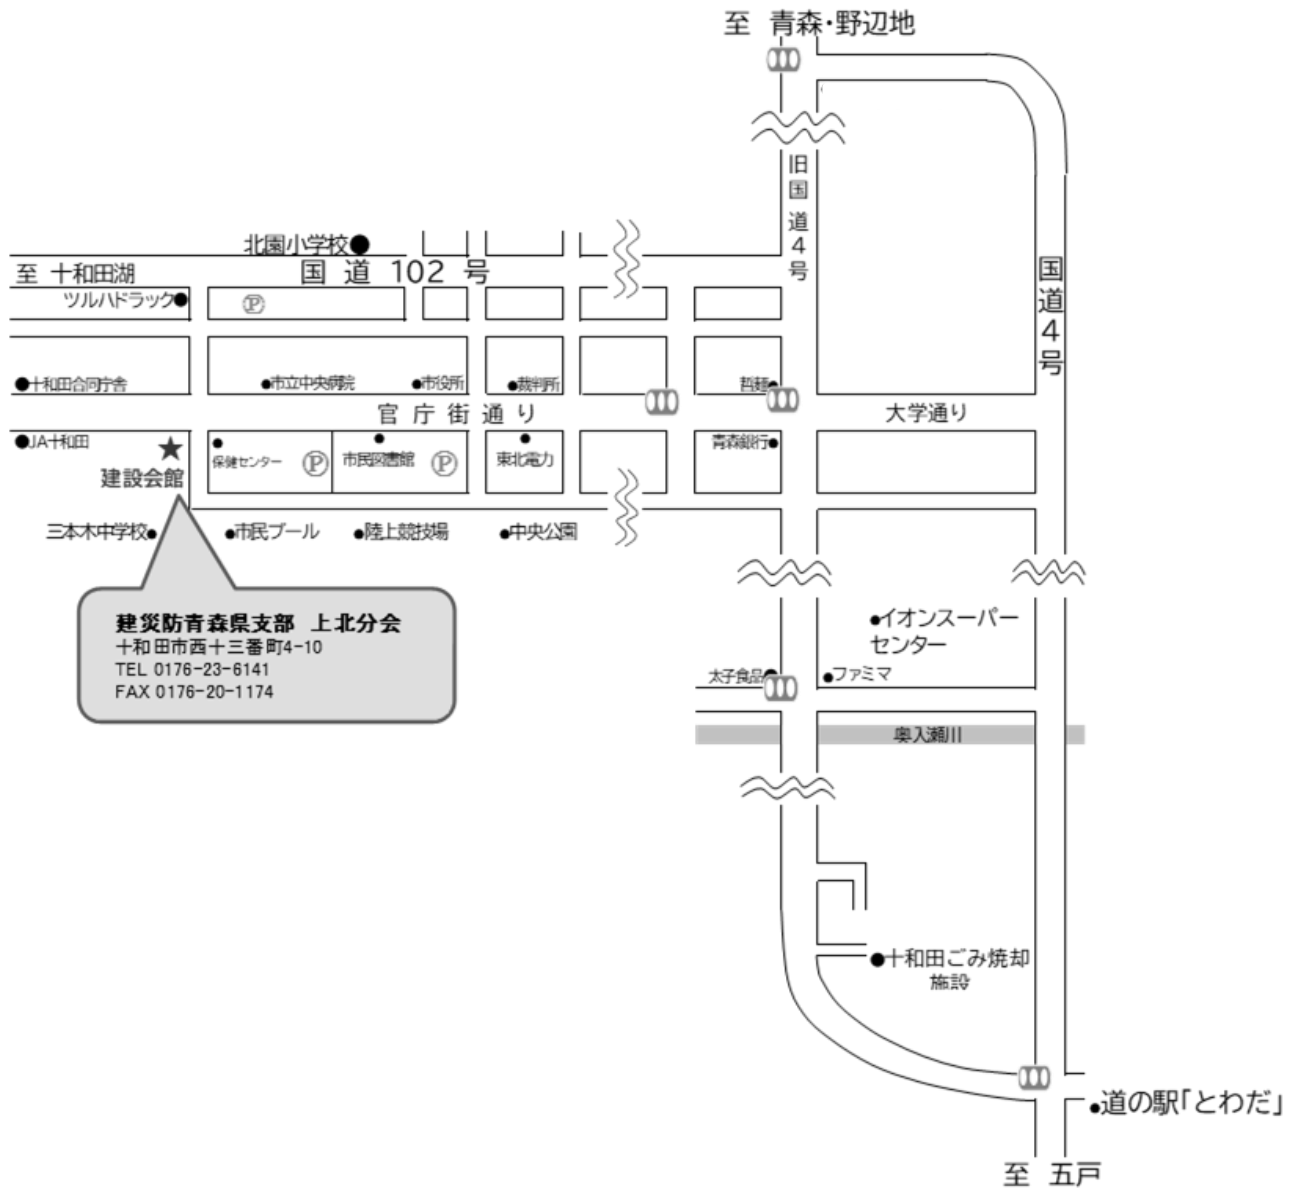 至 青森・野辺地
旧国道4号
北園小学校
国道102号
至 十和田湖
ツルハドラック
Ⓟ
国道4号
十和田合同庁舎
市立中央病院
市役所
裁判所
哲麺
官庁街通り
大学通り
JA十和田
建設会館
保健センター
Ⓟ
市民図書館
Ⓟ
東北電力
青森銀行
三本木中学校
市民プール
陸上競技場
中央公園
建災防青森県支部 上北分会
十和田市西十三番町4-10
TEL 0176-23-6141
FAX 0176-20-1174
イオンスーパー
センター
太子食品
ファミマ
奥入瀬川
十和田ごみ焼却
施設
道の駅「とわだ」
至 五戸